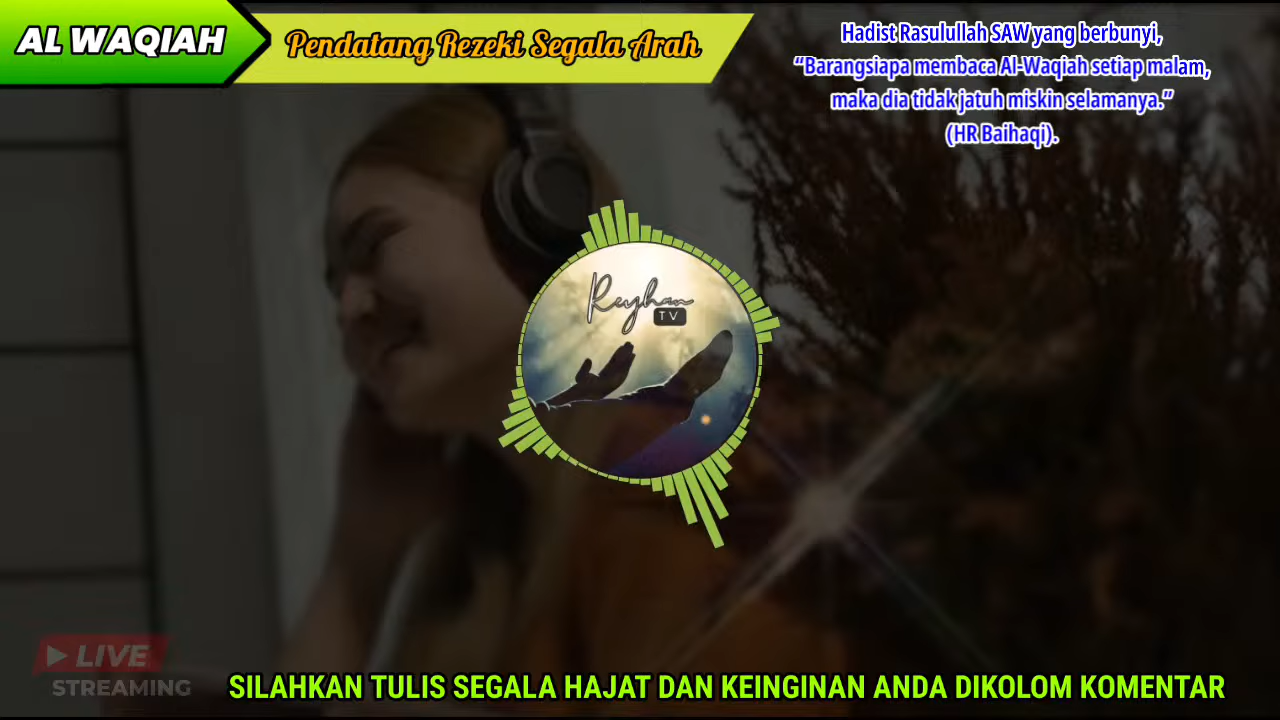 AL WAQIAH
Pendatang Rezeki Segala Arah
Hadist Rasulullah SAW yang berbunyi,
“Barangsiapa membaca Al-Waqiah setiap malam,
maka dia tidak jatuh miskin selamanya.”
(HR Baihaqi).
Reyhan
TV
LIVE
STREAMING
SILAHKAN TULIS SEGALA HAJAT DAN KEINGINAN ANDA DIKOLOM KOMENTAR